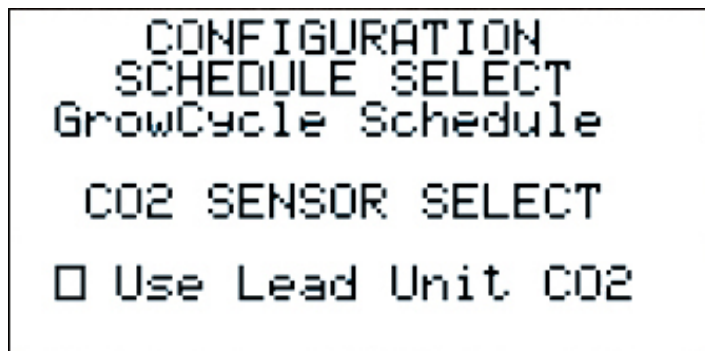 CONFIGURATION
SCHEDULE SELECT
GrowCycle Schedule
CO2 SENSOR SELECT
☐ Use Lead Unit CO2